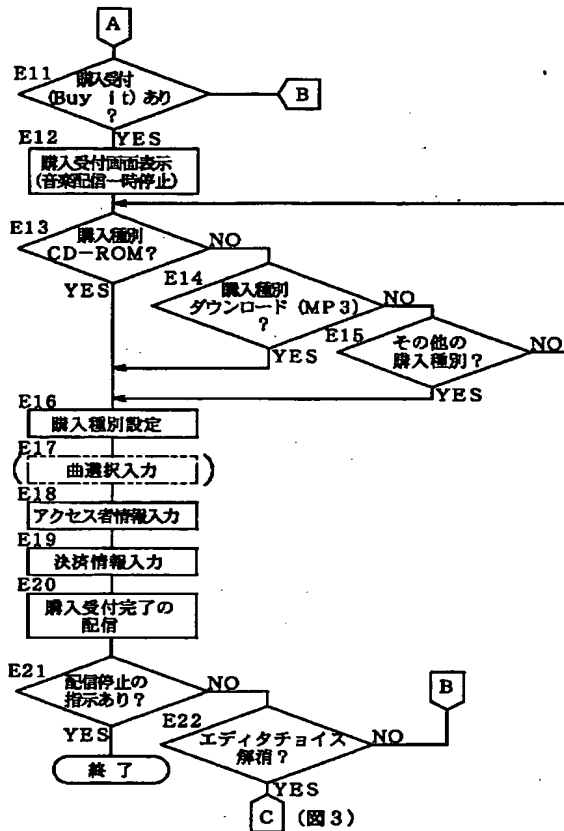 A
E11
購入受付
(Buy it) あり
?
B
YES
E12
購入受付画面表示
(音楽配信一時停止)
E13
購入種別
CD-ROM?
NO
YES
E14
購入種別
ダウンロード (MP3)
?
NO
YES
E15
その他の
購入種別?
NO
YES
E16
購入種別設定
E17
( 曲選択入力 )
E18
アクセス者情報入力
E19
決済情報入力
E20
購入受付完了の
配信
E21
配信停止の
指示あり?
NO
YES
終了
E22
エディタチョイス
解消?
NO
B
YES
C (図3)